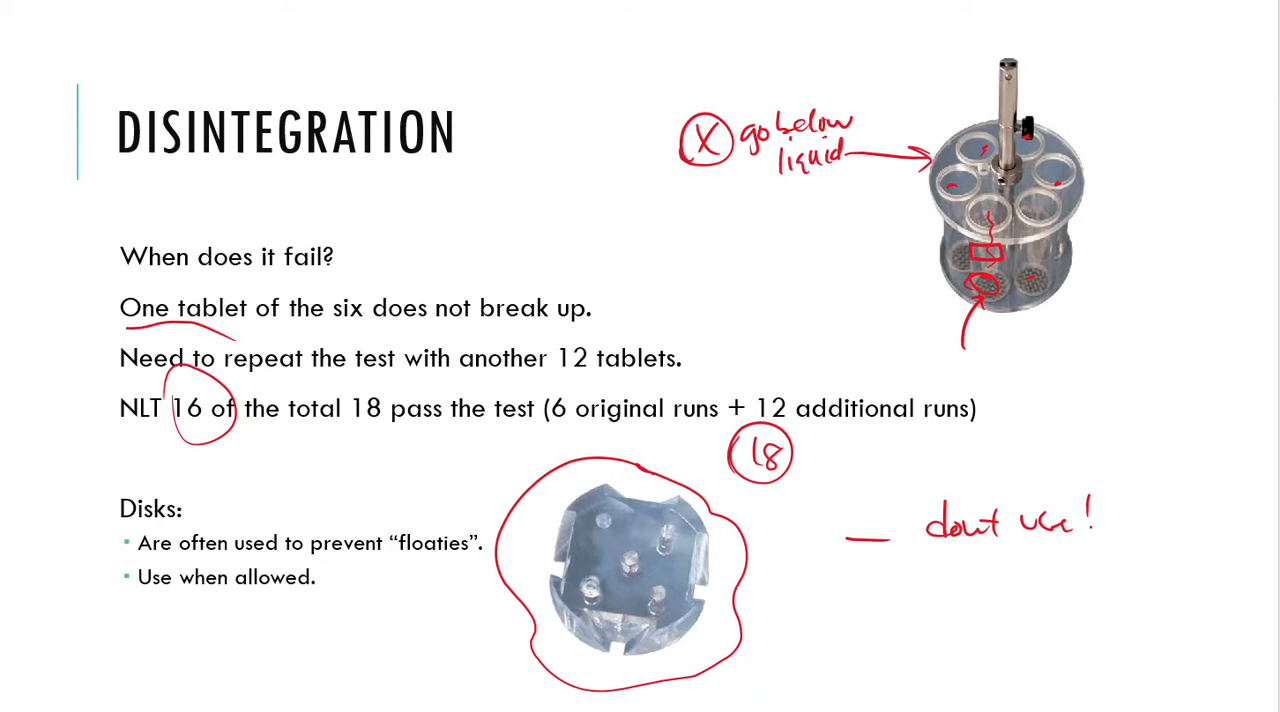 DISINTEGRATION
X go below
liquid
When does it fail?
One tablet of the six does not break up.
Need to repeat the test with another 12 tablets.
NLT 16 of the total 18 pass the test (6 original runs + 12 additional runs)
18
Disks:
▪ Are often used to prevent “floaties”.
▪ Use when allowed.
— dont use!